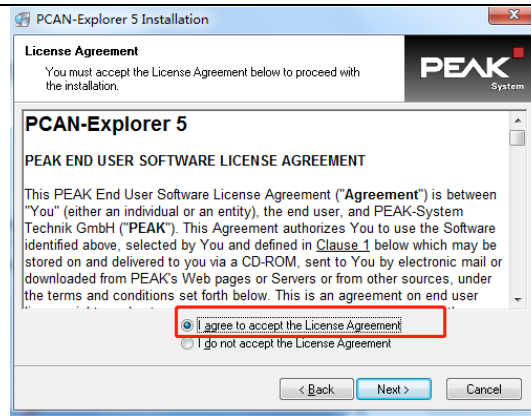 PCAN-Explorer 5 Installation
License Agreement
You must accept the License Agreement below to proceed with
the installation.
PEAK
System
PCAN-Explorer 5
PEAK END USER SOFTWARE LICENSE AGREEMENT
This PEAK End User Software License Agreement ("Agreement") is between
"You" (either an individual or an entity), the end user, and PEAK-System
Technik GmbH ("PEAK"). This Agreement authorizes You to use the Software
identified above, selected by You and defined in Clause 1 below which may be
stored on and delivered to you via a CD-ROM, sent to You by electronic mail or
downloaded from PEAK's Web pages or Servers or from other sources, under
the terms and conditions set forth below. This is an agreement on end user
I agree to accept the License Agreement
I do not accept the License Agreement
< Back
Next >
Cancel